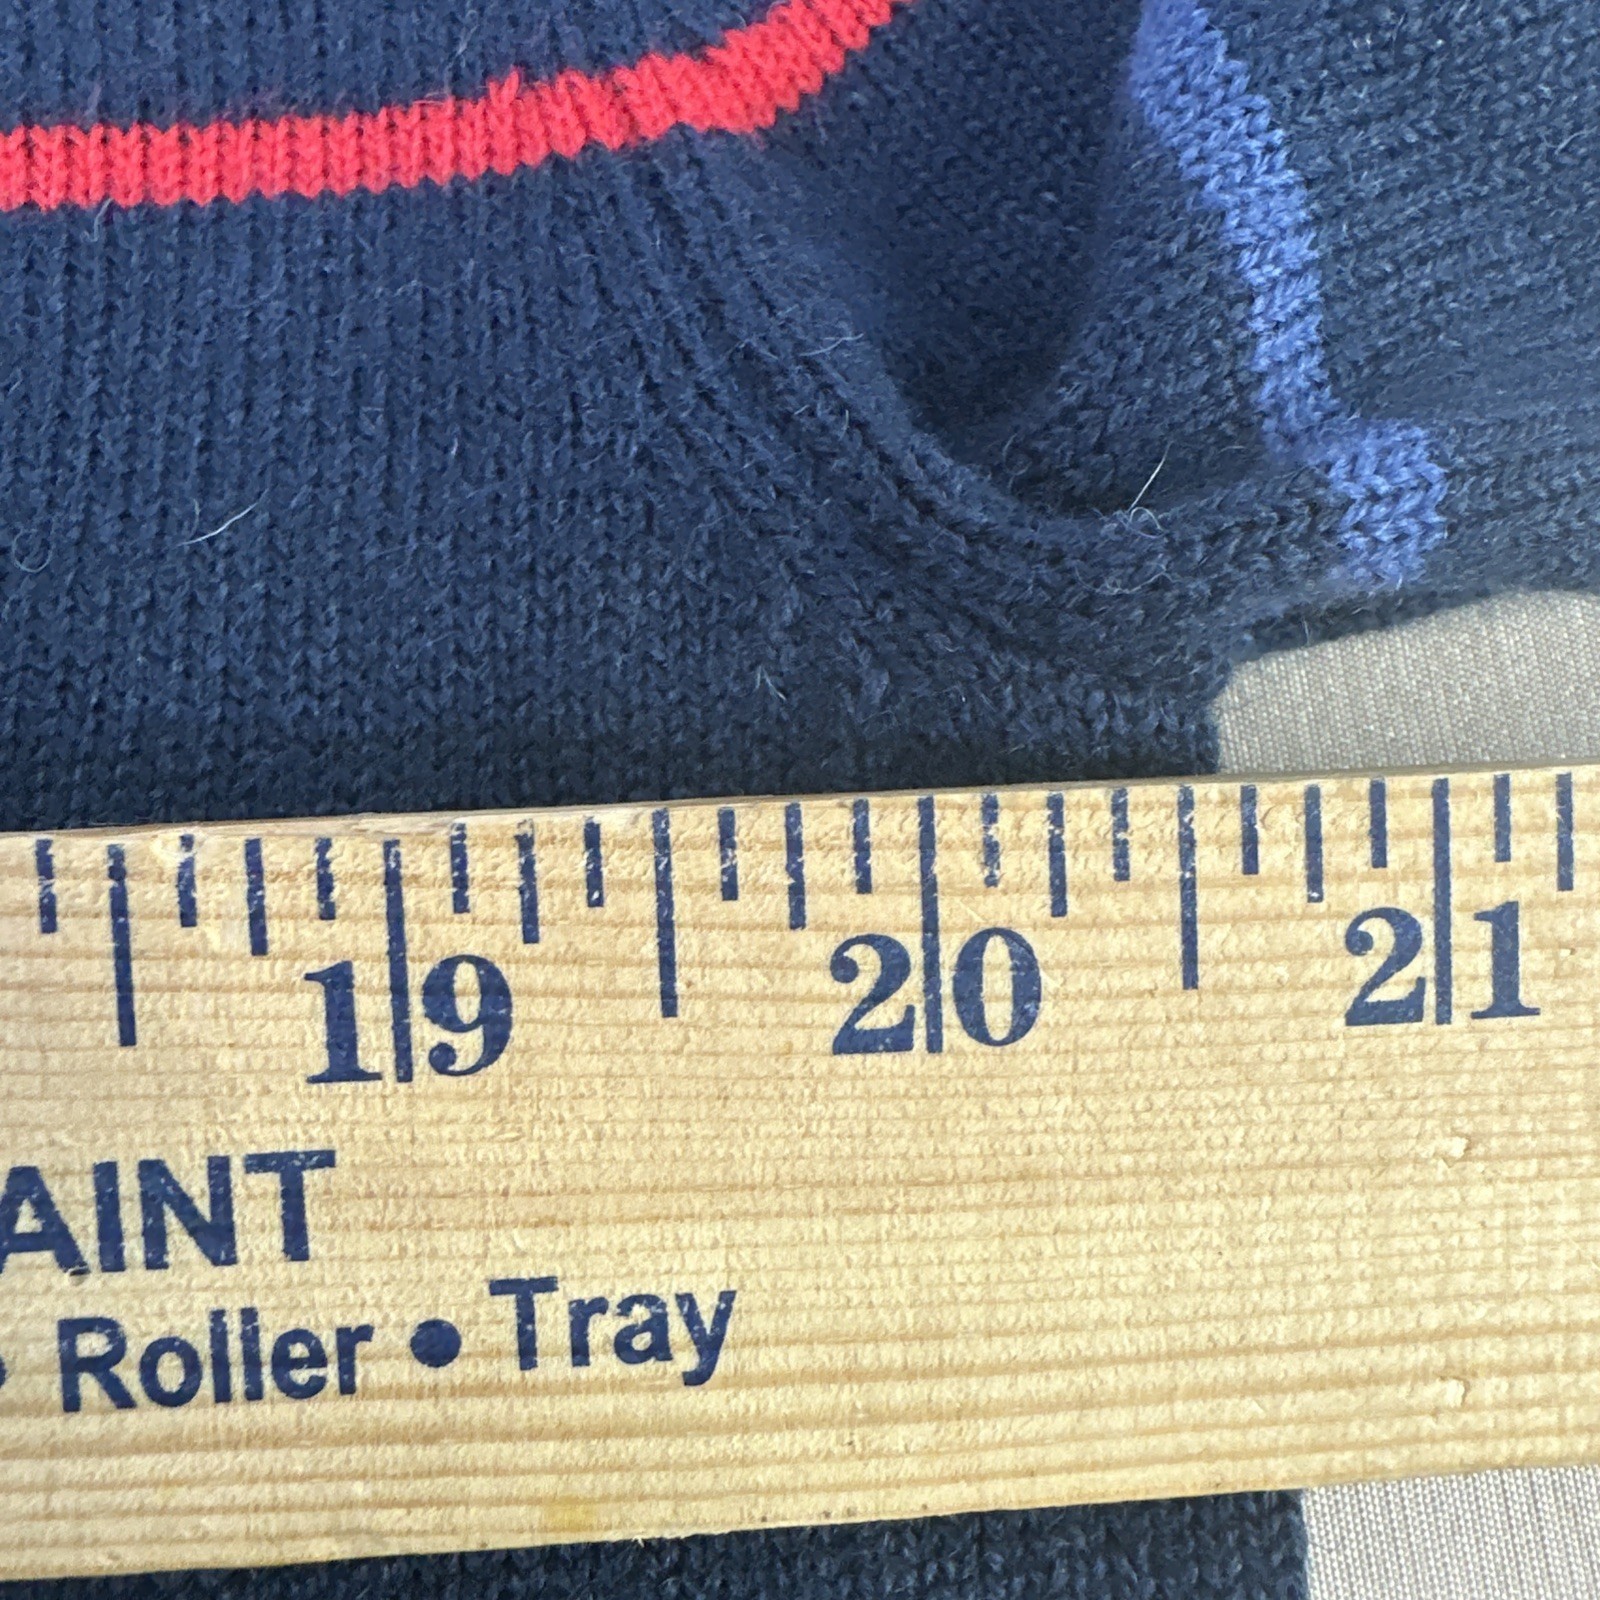 19 20 21
AINT
• Roller • Tray